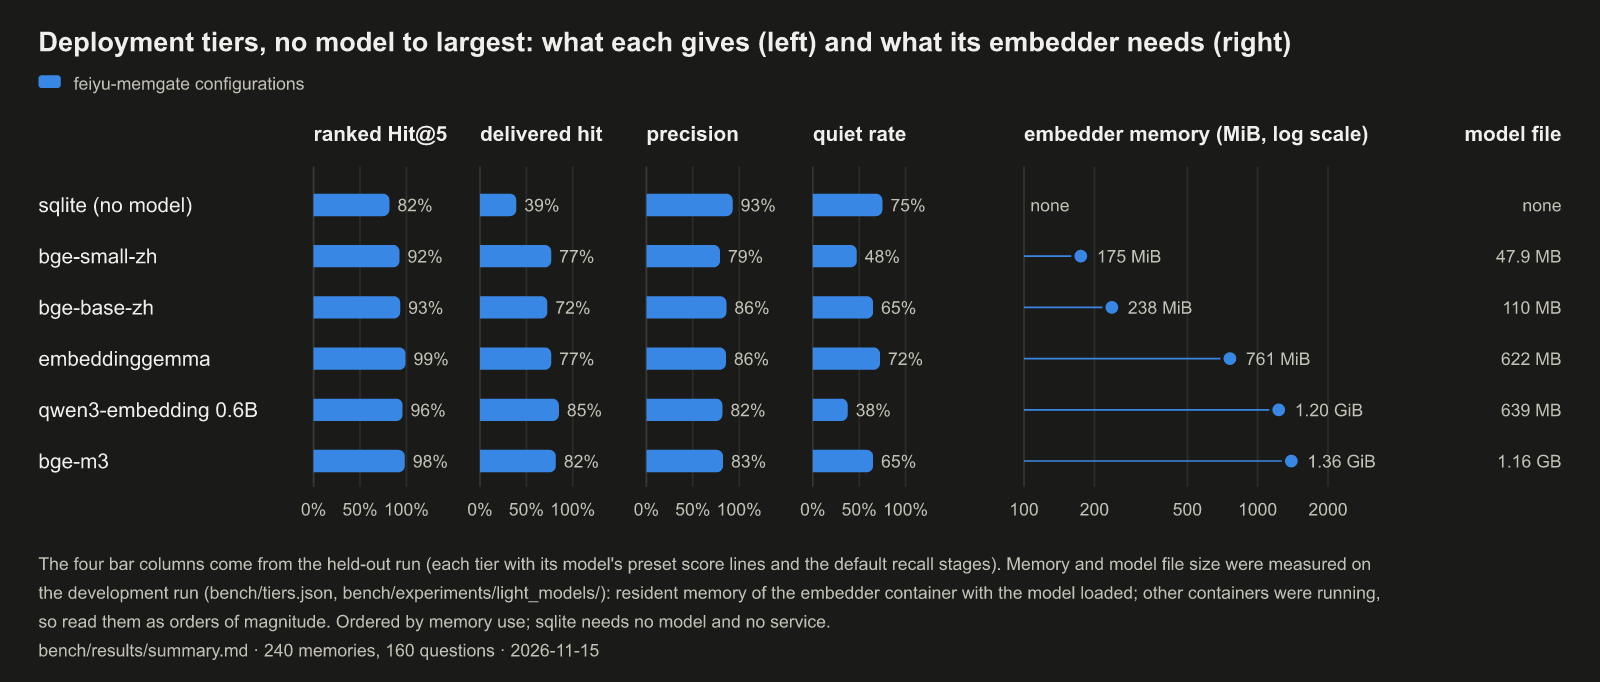 Deployment tiers, no model to largest: what each gives (left) and what its embedder needs (right)
feiyu-memgate configurations
ranked Hit@5 delivered hit precision quiet rate embedder memory (MiB, log scale) model file
sqlite (no model) 82% 39% 93% 75% none none
bge-small-zh 92% 77% 79% 48% 175 MiB 47.9 MB
bge-base-zh 93% 72% 86% 65% 238 MiB 110 MB
embeddinggemma 99% 77% 86% 72% 761 MiB 622 MB
qwen3-embedding 0.6B 96% 85% 82% 38% 1.20 GiB 639 MB
bge-m3 98% 82% 83% 65% 1.36 GiB 1.16 GB
0% 50% 100% 0% 50% 100% 0% 50% 100% 0% 50% 100% 100 200 500 1000 2000
The four bar columns come from the held-out run (each tier with its model's preset score lines and the default recall stages). Memory and model file size were measured on
the development run (bench/tiers.json, bench/experiments/light_models/): resident memory of the embedder container with the model loaded; other containers were running,
so read them as orders of magnitude. Ordered by memory use; sqlite needs no model and no service.
bench/results/summary.md · 240 memories, 160 questions · 2026-11-15